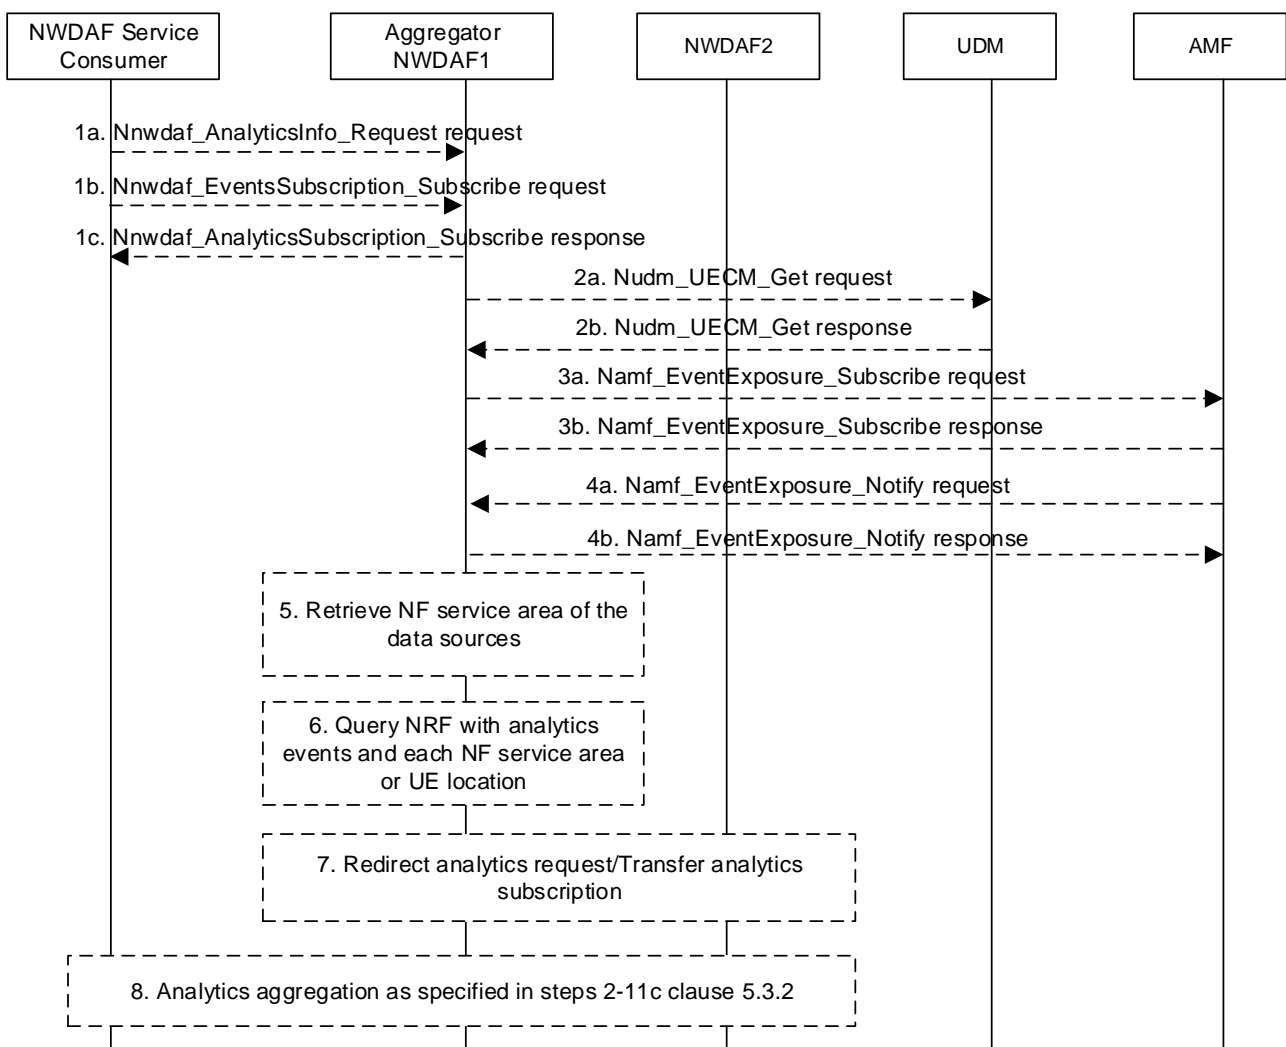 NWDAF Service
Consumer
Aggregator
NWDAF1
NWDAF2
UDM
AMF
1a. Nnwdaf_AnalyticsInfo_Request request
1b. Nnwdaf_EventsSubscription_Subscribe request
1c. Nnwdaf_AnalyticsSubscription_Subscribe response
2a. Nudm_UECM_Get request
2b. Nudm_UECM_Get response
3a. Namf_EventExposure_Subscribe request
3b. Namf_EventExposure_Subscribe response
4a. Namf_EventExposure_Notify request
4b. Namf_EventExposure_Notify response
5. Retrieve NF service area of the
data sources
6. Query NRF with analytics
events and each NF service area
or UE location
7. Redirect analytics request/Transfer analytics
subscription
8. Analytics aggregation as specified in steps 2-11c clause 5.3.2